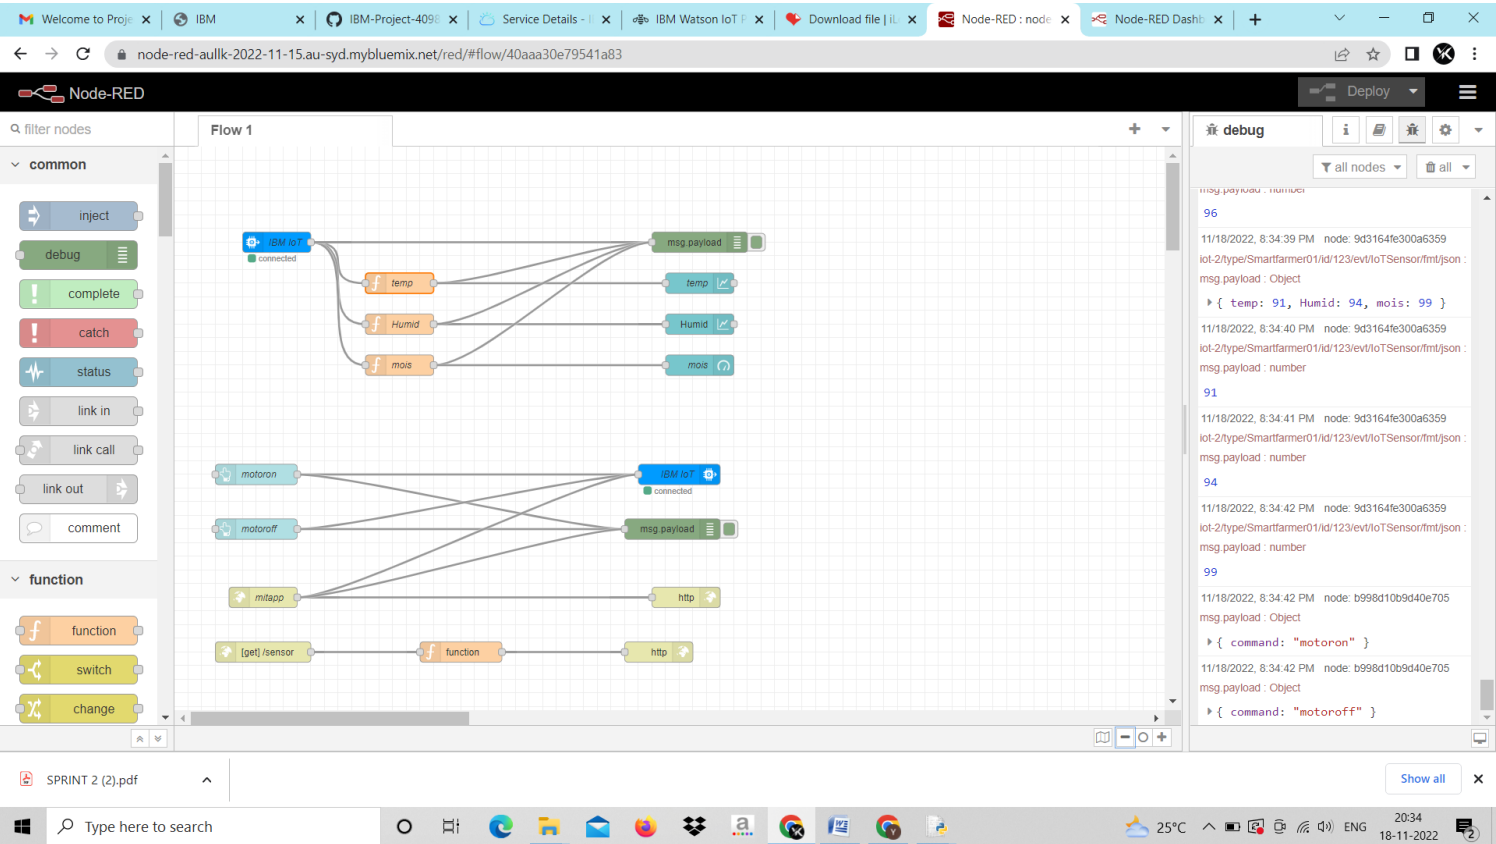 Welcome to Proje
IBM
IBM-Project-4098
Service Details - I
IBM Watson IoT P
Download file | iLo
Node-RED : node
Node-RED Dashb
node-red-aullk-2022-11-15.au-syd.mybluemix.net/red/#flow/40aaa30e79541a83
Node-RED
Deploy
filter nodes
Flow 1
debug
i
all nodes
all
common
inject
debug
complete
catch
status
link in
link call
link out
comment
function
function
switch
change
IBM IoT
connected
msg.payload
temp
temp
Humid
Humid
mois
mois
motoron
IBM IoT
connected
motoroff
msg.payload
mitapp
http
[get] /sensor
function
http
msg.payload : number
96
11/18/2022, 8:34:39 PM node: 9d3164fe300a6359
iot-2/type/Smartfarmer01/id/123/evt/IoTSensor/fmt/json :
msg.payload : Object
{ temp: 91, Humid: 94, mois: 99 }
11/18/2022, 8:34:40 PM node: 9d3164fe300a6359
iot-2/type/Smartfarmer01/id/123/evt/IoTSensor/fmt/json :
msg.payload : number
91
11/18/2022, 8:34:41 PM node: 9d3164fe300a6359
iot-2/type/Smartfarmer01/id/123/evt/IoTSensor/fmt/json :
msg.payload : number
94
11/18/2022, 8:34:42 PM node: 9d3164fe300a6359
iot-2/type/Smartfarmer01/id/123/evt/IoTSensor/fmt/json :
msg.payload : number
99
11/18/2022, 8:34:42 PM node: b998d10b9d40e705
msg.payload : Object
{ command: "motoron" }
11/18/2022, 8:34:42 PM node: b998d10b9d40e705
msg.payload : Object
{ command: "motoroff" }
SPRINT 2 (2).pdf
Show all
Type here to search
25°C
ENG
20:34
18-11-2022
2